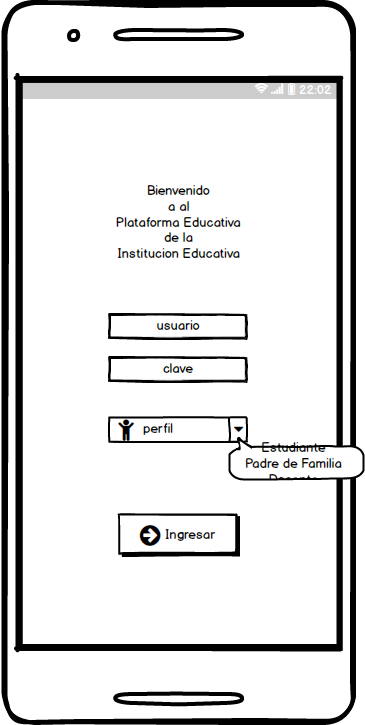 22:02
Bienvenido
a al
Plataforma Educativa
de la
Institucion Educativa
usuario
clave
perfil
Estudiante
Padre de Familia
Docente
Ingresar